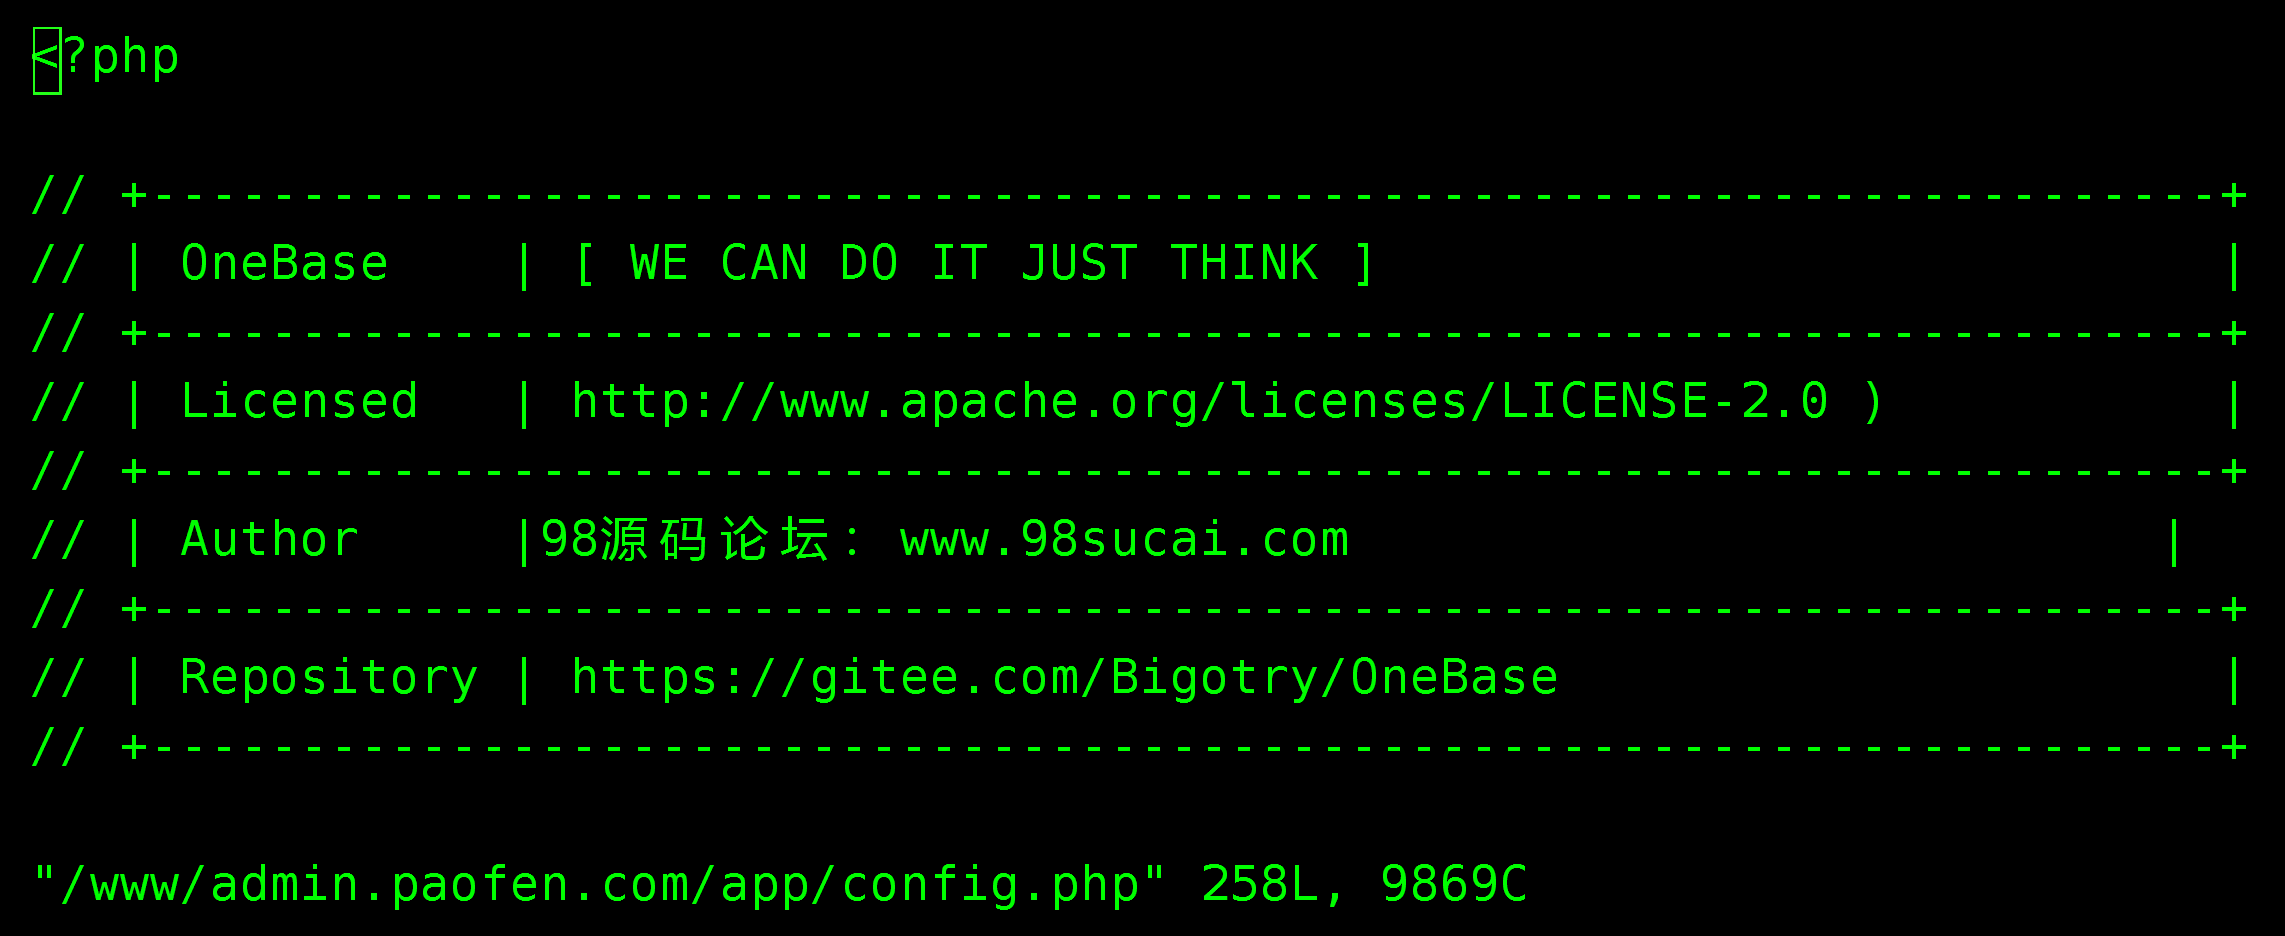 <?php
// +---------------------------------------------------------------------+
// | OneBase    | [ WE CAN DO IT JUST THINK ]                            |
// +---------------------------------------------------------------------+
// | Licensed   | http://www.apache.org/licenses/LICENSE-2.0 )           |
// +---------------------------------------------------------------------+
// | Author     |98源码论坛：www.98sucai.com                           |
// +---------------------------------------------------------------------+
// | Repository | https://gitee.com/Bigotry/OneBase                      |
// +---------------------------------------------------------------------+
"/www/admin.paofen.com/app/config.php" 258L, 9869C